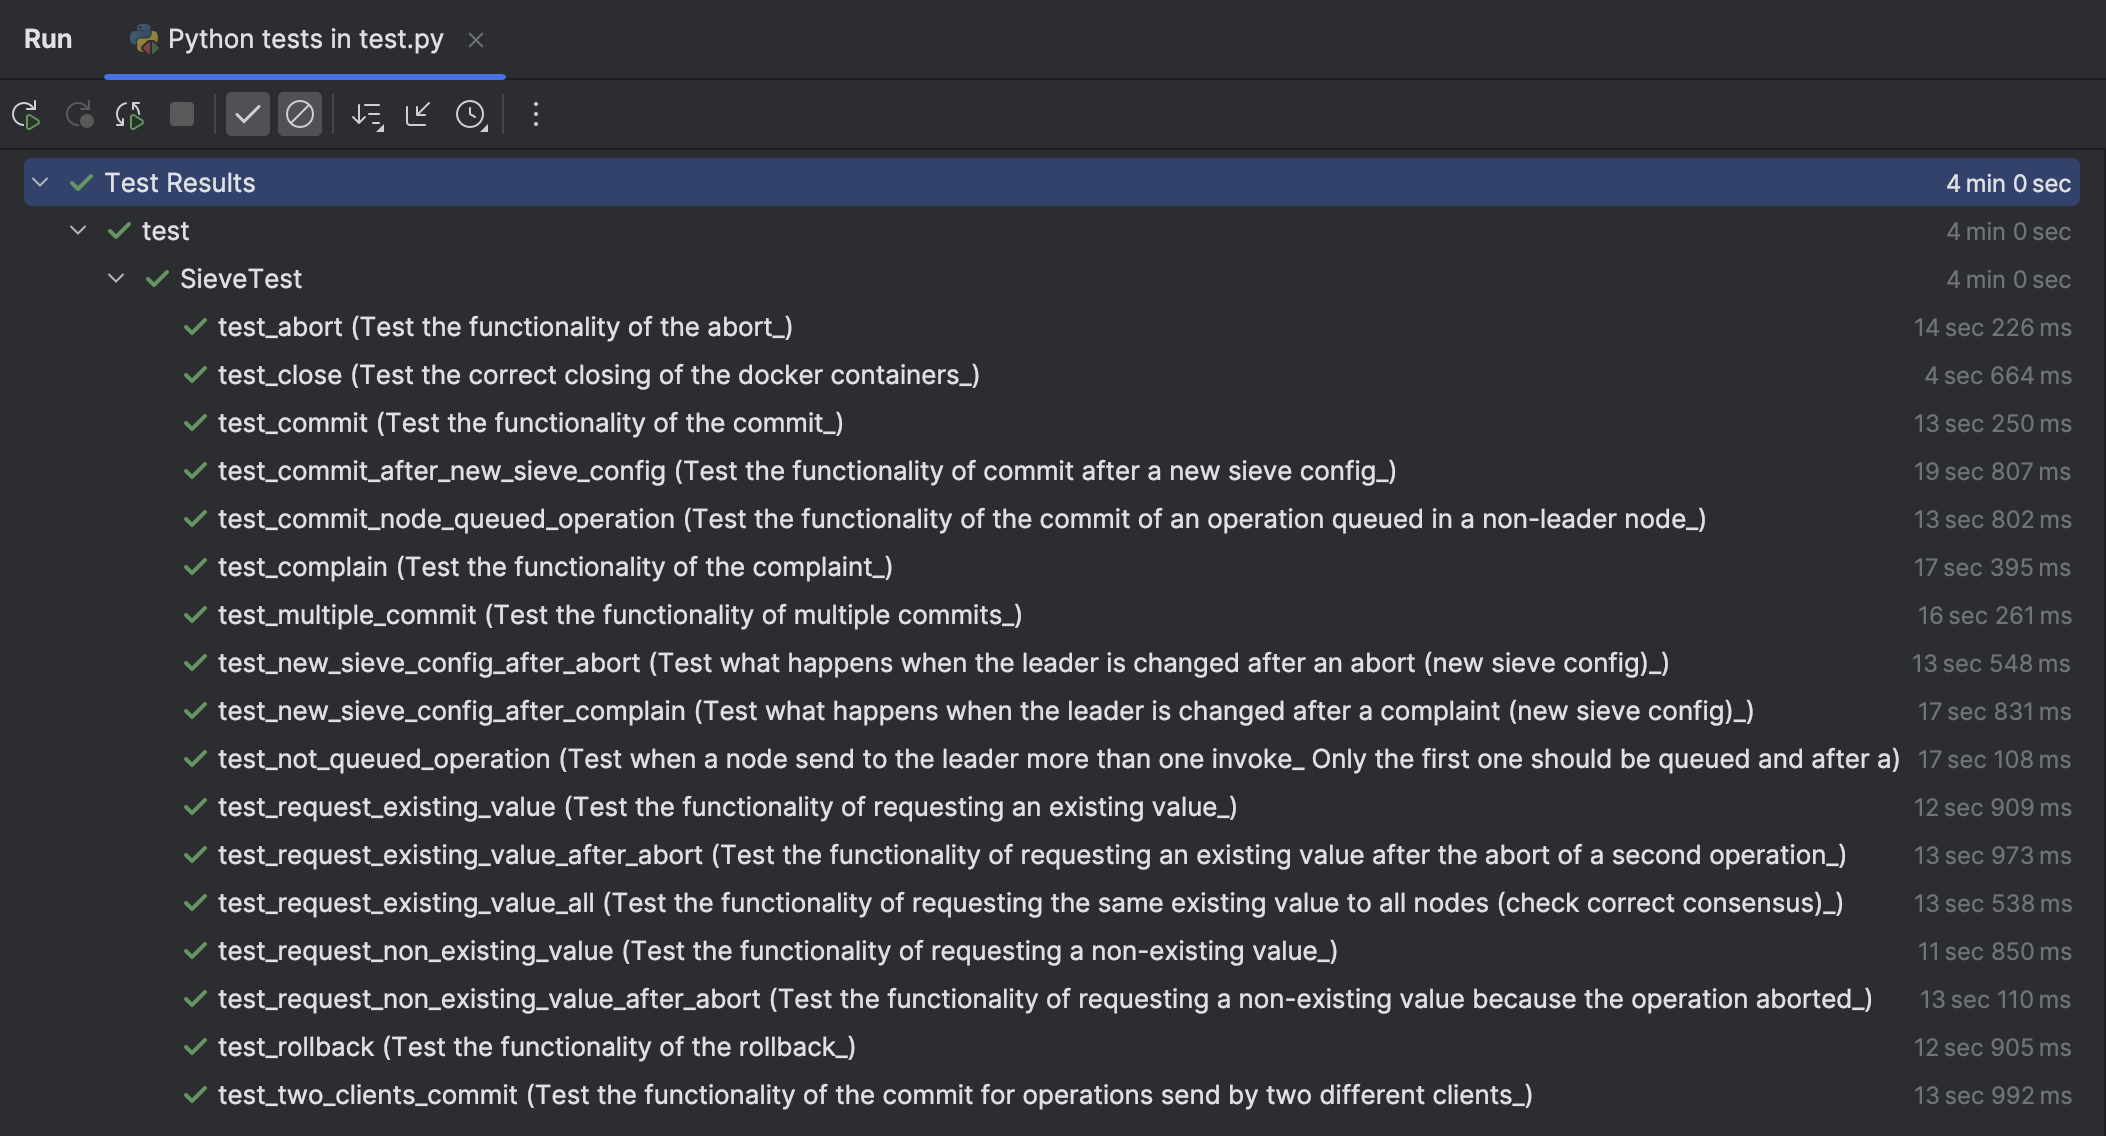 Run Python tests in test.py
Test Results 4 min 0 sec
test 4 min 0 sec
SieveTest 4 min 0 sec
test_abort (Test the functionality of the abort_) 14 sec 226 ms
test_close (Test the correct closing of the docker containers_) 4 sec 664 ms
test_commit (Test the functionality of the commit_) 13 sec 250 ms
test_commit_after_new_sieve_config (Test the functionality of commit after a new sieve config_) 19 sec 807 ms
test_commit_node_queued_operation (Test the functionality of the commit of an operation queued in a non-leader node_) 13 sec 802 ms
test_complain (Test the functionality of the complaint_) 17 sec 395 ms
test_multiple_commit (Test the functionality of multiple commits_) 16 sec 261 ms
test_new_sieve_config_after_abort (Test what happens when the leader is changed after an abort (new sieve config)_) 13 sec 548 ms
test_new_sieve_config_after_complain (Test what happens when the leader is changed after a complaint (new sieve config)_) 17 sec 831 ms
test_not_queued_operation (Test when a node send to the leader more than one invoke_ Only the first one should be queued and after a) 17 sec 108 ms
test_request_existing_value (Test the functionality of requesting an existing value_) 12 sec 909 ms
test_request_existing_value_after_abort (Test the functionality of requesting an existing value after the abort of a second operation_) 13 sec 973 ms
test_request_existing_value_all (Test the functionality of requesting the same existing value to all nodes (check correct consensus)_) 13 sec 538 ms
test_request_non_existing_value (Test the functionality of requesting a non-existing value_) 11 sec 850 ms
test_request_non_existing_value_after_abort (Test the functionality of requesting a non-existing value because the operation aborted_) 13 sec 110 ms
test_rollback (Test the functionality of the rollback_) 12 sec 905 ms
test_two_clients_commit (Test the functionality of the commit for operations send by two different clients_) 13 sec 992 ms